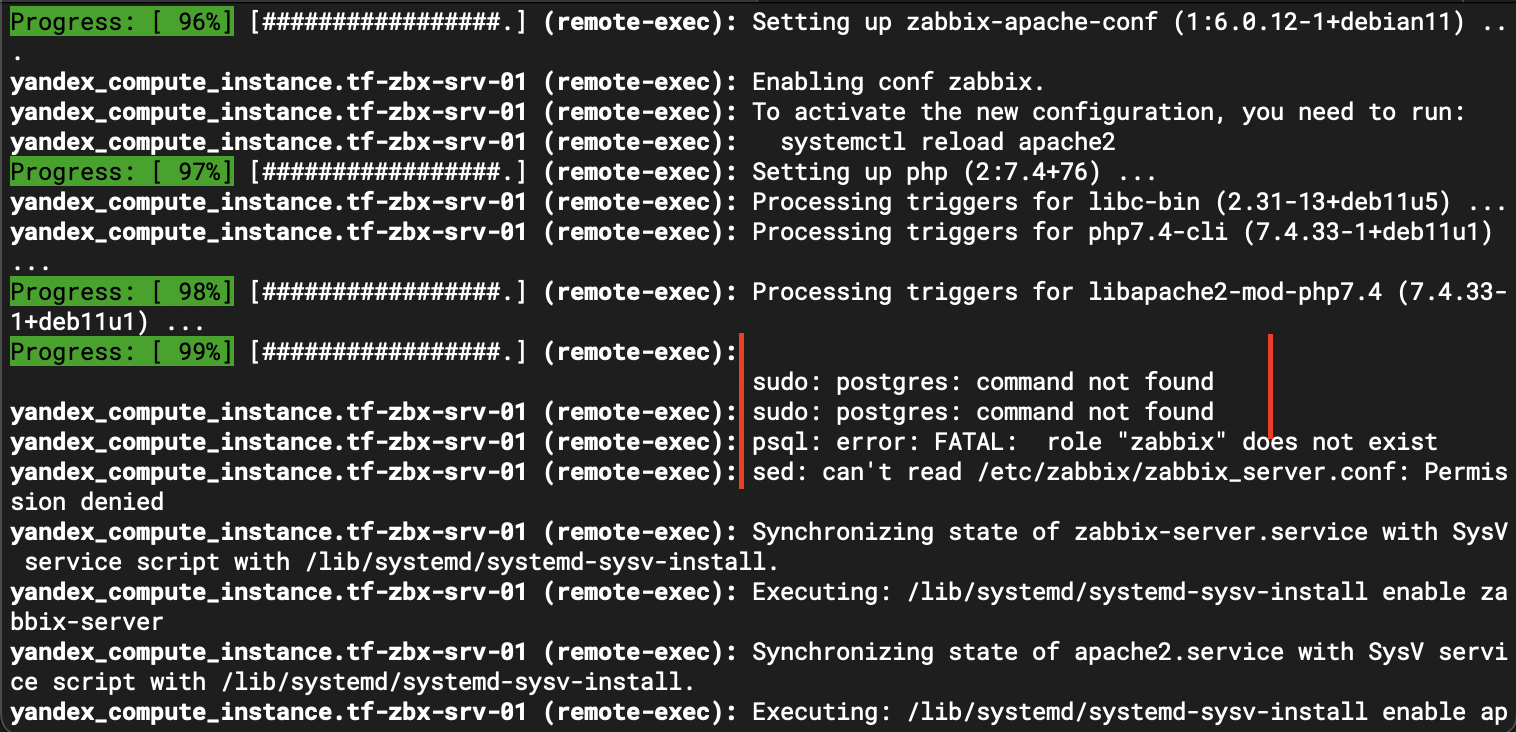 Progress: [ 96%] [#################.] (remote-exec): Setting up zabbix-apache-conf (1:6.0.12-1+debian11) ..
.
yandex_compute_instance.tf-zbx-srv-01 (remote-exec): Enabling conf zabbix.
yandex_compute_instance.tf-zbx-srv-01 (remote-exec): To activate the new configuration, you need to run:
yandex_compute_instance.tf-zbx-srv-01 (remote-exec):   systemctl reload apache2
Progress: [ 97%] [#################.] (remote-exec): Setting up php (2:7.4+76) ...
yandex_compute_instance.tf-zbx-srv-01 (remote-exec): Processing triggers for libc-bin (2.31-13+deb11u5) ...
yandex_compute_instance.tf-zbx-srv-01 (remote-exec): Processing triggers for php7.4-cli (7.4.33-1+deb11u1)
...
Progress: [ 98%] [#################.] (remote-exec): Processing triggers for libapache2-mod-php7.4 (7.4.33-
1+deb11u1) ...
Progress: [ 99%] [#################.] (remote-exec):
sudo: postgres: command not found
yandex_compute_instance.tf-zbx-srv-01 (remote-exec): sudo: postgres: command not found
yandex_compute_instance.tf-zbx-srv-01 (remote-exec): psql: error: FATAL:  role "zabbix" does not exist
yandex_compute_instance.tf-zbx-srv-01 (remote-exec): sed: can't read /etc/zabbix/zabbix_server.conf: Permis
sion denied
yandex_compute_instance.tf-zbx-srv-01 (remote-exec): Synchronizing state of zabbix-server.service with SysV
 service script with /lib/systemd/systemd-sysv-install.
yandex_compute_instance.tf-zbx-srv-01 (remote-exec): Executing: /lib/systemd/systemd-sysv-install enable za
bbix-server
yandex_compute_instance.tf-zbx-srv-01 (remote-exec): Synchronizing state of apache2.service with SysV servi
ce script with /lib/systemd/systemd-sysv-install.
yandex_compute_instance.tf-zbx-srv-01 (remote-exec): Executing: /lib/systemd/systemd-sysv-install enable ap